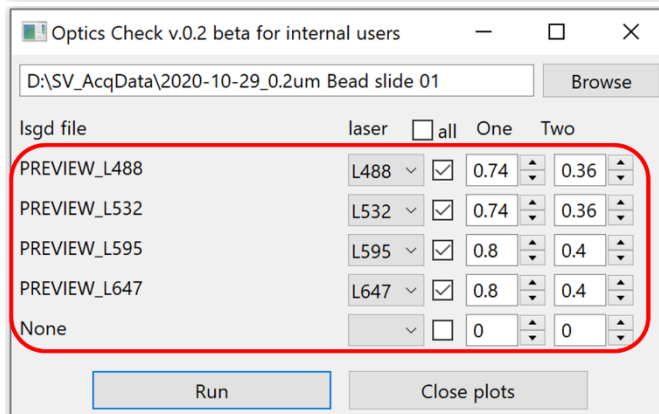 Optics Check v.0.2 beta for internal users
D:\SV_AcqData\2020-10-29_0.2um Bead slide 01 Browse
lsgd file laser all One Two
PREVIEW_L488 L488 0.74 0.36
PREVIEW_L532 L532 0.74 0.36
PREVIEW_L595 L595 0.8 0.4
PREVIEW_L647 L647 0.8 0.4
None 0 0
Run Close plots